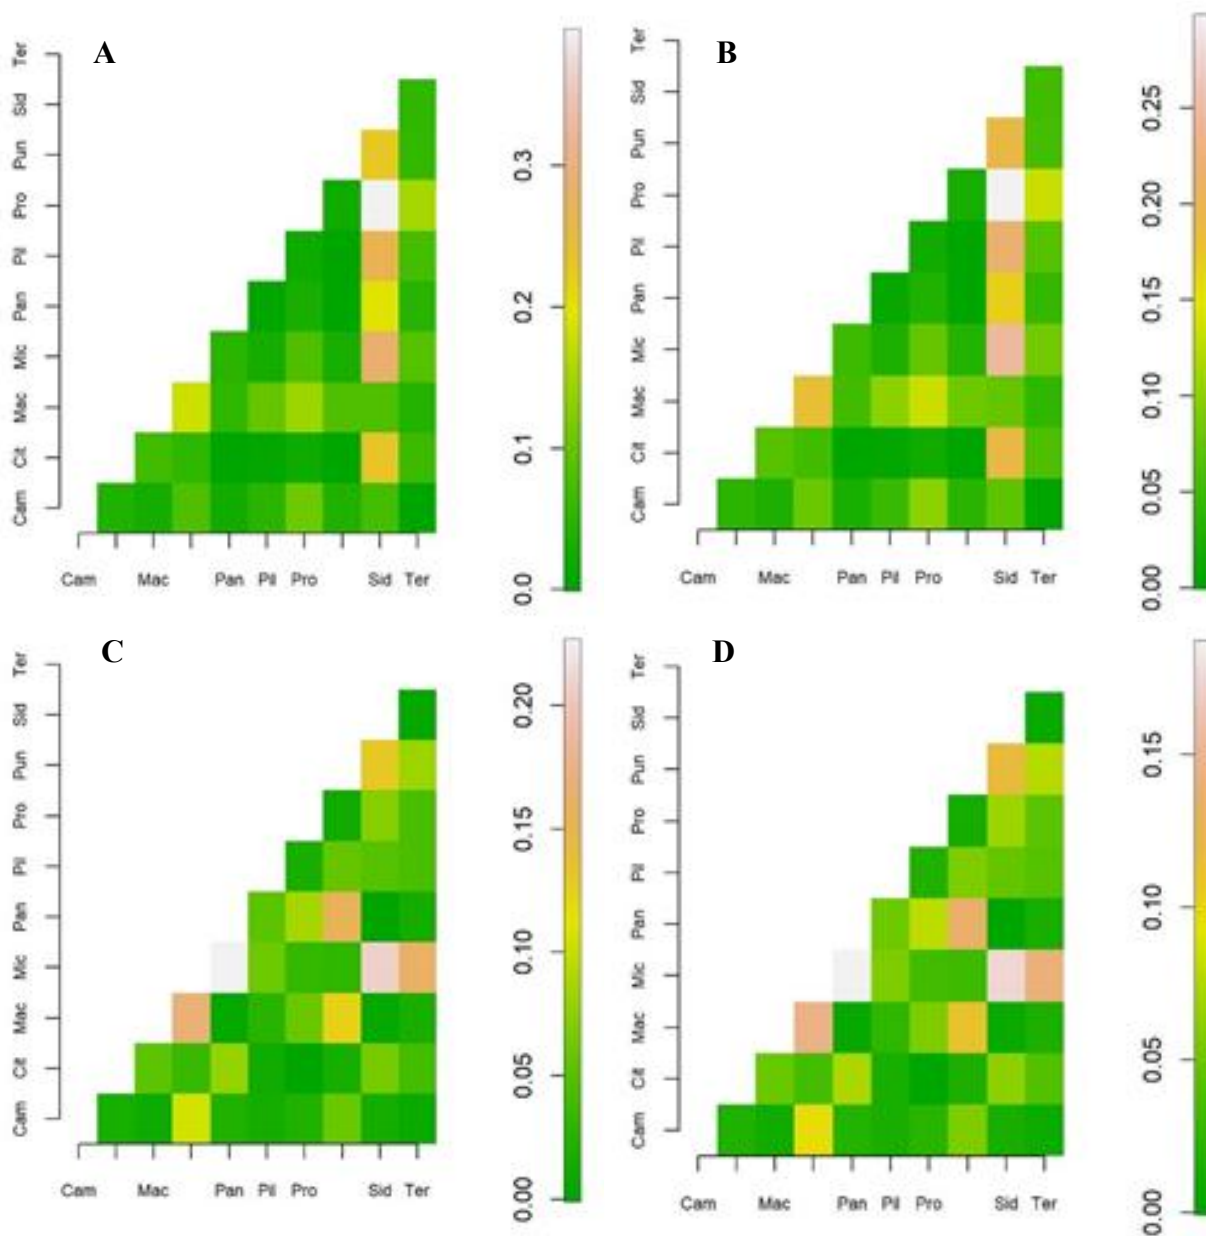 A
Ter
Sid
Pun
Pro
Pil
Pan
Mic
Mac
Cit
Cam
Cam Mac Pan Pil Pro Sid Ter
0.3
0.2
0.1
0.0
B
Ter
Sid
Pun
Pro
Pil
Pan
Mic
Mac
Cit
Cam
Cam Mac Pan Pil Pro Sid Ter
0.25
0.20
0.15
0.10
0.05
0.00
C
Ter
Sid
Pun
Pro
Pil
Pan
Mic
Mac
Cit
Cam
Cam Mac Pan Pil Pro Sid Ter
0.20
0.15
0.10
0.05
0.00
D
Ter
Sid
Pun
Pro
Pil
Pan
Mic
Mac
Cit
Cam
Cam Mac Pan Pil Pro Sid Ter
0.15
0.10
0.05
0.00